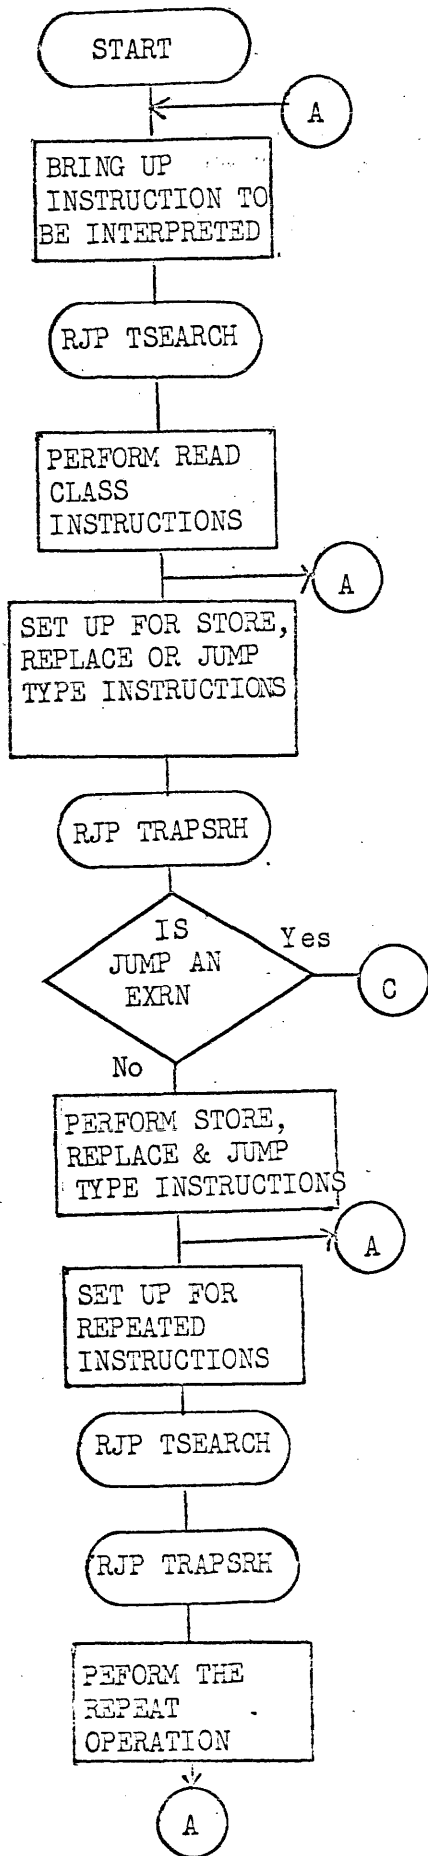 START
A
BRING UP
INSTRUCTION TO
BE INTERPRETED
RJP TSEARCH
PERFORM READ
CLASS
INSTRUCTIONS
A
SET UP FOR STORE,
REPLACE OR JUMP
TYPE INSTRUCTIONS
RJP TRAPSRH
IS
JUMP AN
EXRN
Yes
C
No
PERFORM STORE,
REPLACE & JUMP
TYPE INSTRUCTIONS
A
SET UP FOR
REPEATED
INSTRUCTIONS
RJP TSEARCH
RJP TRAPSRH
PEFORM THE
REPEAT
OPERATION
A